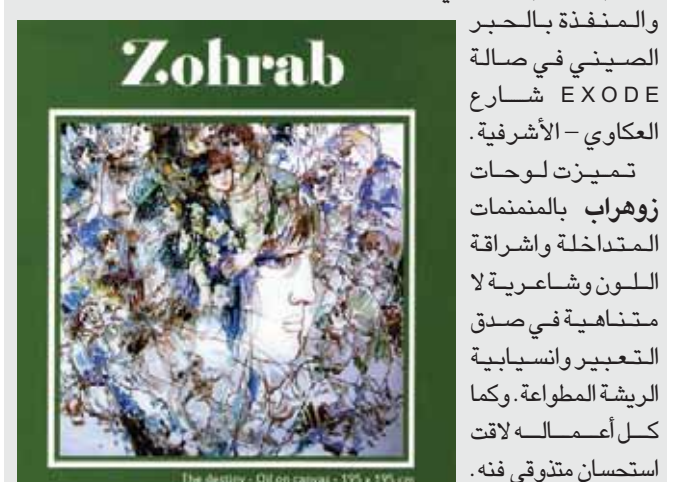 والمنفذة بالحبر
الصيني في صالة
EXODE شارع
العكاوي – الأشرفية.
تميزت لوحات
زوهراب بالمنمنمات
المتداخلة واشراقة
اللون وشاعرية لا
متناهية في صدق
التعبير وانسيابية
الريشة المطواعة. وكما
كل أعماله لاقت
استحسان متذوقي فنه.
Zohrab
The destiny - Oil on canvas - 195 x 195 cm